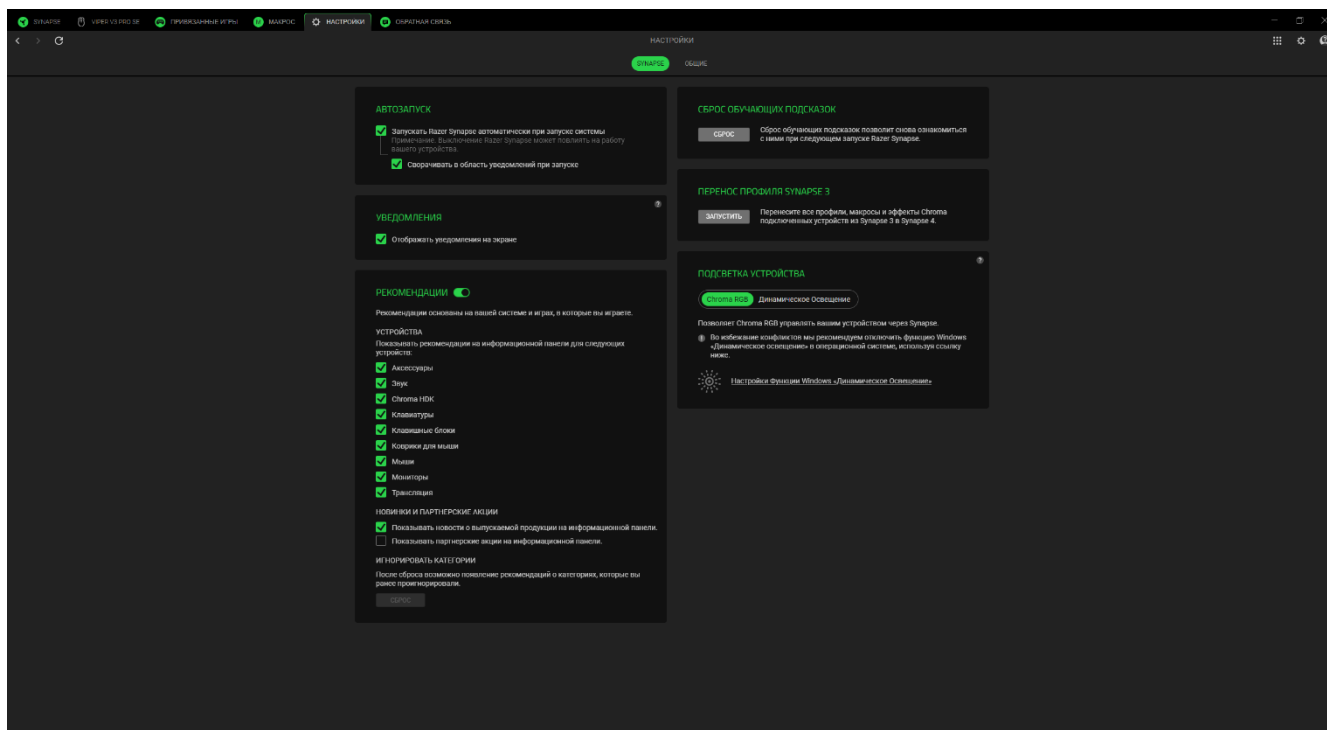 SYNAPSE
VIPER V3 PRO SE
ПРИВЯЗАННЫЕ ИГРЫ
МАКРОС
НАСТРОЙКИ
ОБРАТНАЯ СВЯЗЬ
НАСТРОЙКИ
SYNAPSE
ОБЩИЕ
АВТОЗАПУСК
Запускать Razer Synapse автоматически при запуске системы
Примечание. Выключение Razer Synapse может повлиять на работу
вашего устройства.
Сворачивать в область уведомлений при запуске
УВЕДОМЛЕНИЯ
Отображать уведомления на экране
РЕКОМЕНДАЦИИ
Рекомендации основаны на вашей системе и играх, в которые вы играете.
УСТРОЙСТВА
Показывать рекомендации на информационной панели для следующих
устройств:
Аксессуары
Звук
Chroma HDK
Клавиатуры
Клавишные блоки
Коврики для мыши
Мыши
Мониторы
Трансляция
НОВИНКИ И ПАРТНЕРСКИЕ АКЦИИ
Показывать новости о выпускаемой продукции на информационной панели.
Показывать партнерские акции на информационной панели.
ИГНОРИРОВАТЬ КАТЕГОРИИ
После сброса возможно появление рекомендаций о категориях, которые вы
ранее проигнорировали.
СБРОС
СБРОС ОБУЧАЮЩИХ ПОДСКАЗОК
СБРОС
Сброс обучающих подсказок позволит снова ознакомиться
с ними при следующем запуске Razer Synapse.
ПЕРЕНОС ПРОФИЛЯ SYNAPSE 3
ЗАПУСТИТЬ
Перенесите все профили, макросы и эффекты Chroma
подключенных устройств из Synapse 3 в Synapse 4.
ПОДСВЕТКА УСТРОЙСТВА
Chroma RGB
Динамическое Освещение
Позволяет Chroma RGB управлять вашим устройством через Synapse.
Во избежание конфликтов мы рекомендуем отключить функцию Windows
«Динамическое освещение» в операционной системе, используя ссылку
ниже.
Настройки Функции Windows «Динамическое Освещение»